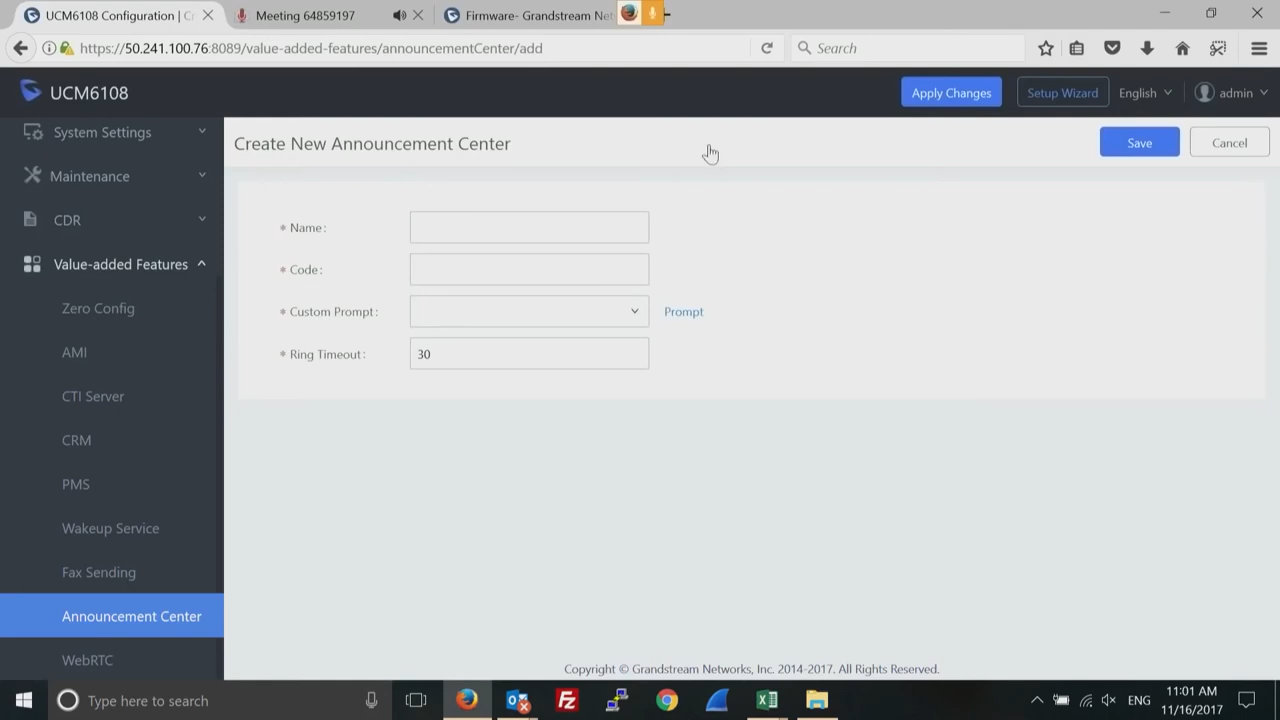 UCM6108 Configuration | C
Meeting 64859197
Firmware- Grandstream Net
https://50.241.100.76:8089/value-added-features/announcementCenter/add
Search
UCM6108
Apply Changes
Setup Wizard
English
admin
System Settings
Maintenance
CDR
Value-added Features
Zero Config
AMI
CTI Server
CRM
PMS
Wakeup Service
Fax Sending
Announcement Center
WebRTC
Create New Announcement Center
Save
Cancel
* Name:
* Code:
* Custom Prompt:
Prompt
* Ring Timeout:
30
Copyright © Grandstream Networks, Inc. 2014-2017. All Rights Reserved.
Type here to search
ENG
11:01 AM
11/16/2017